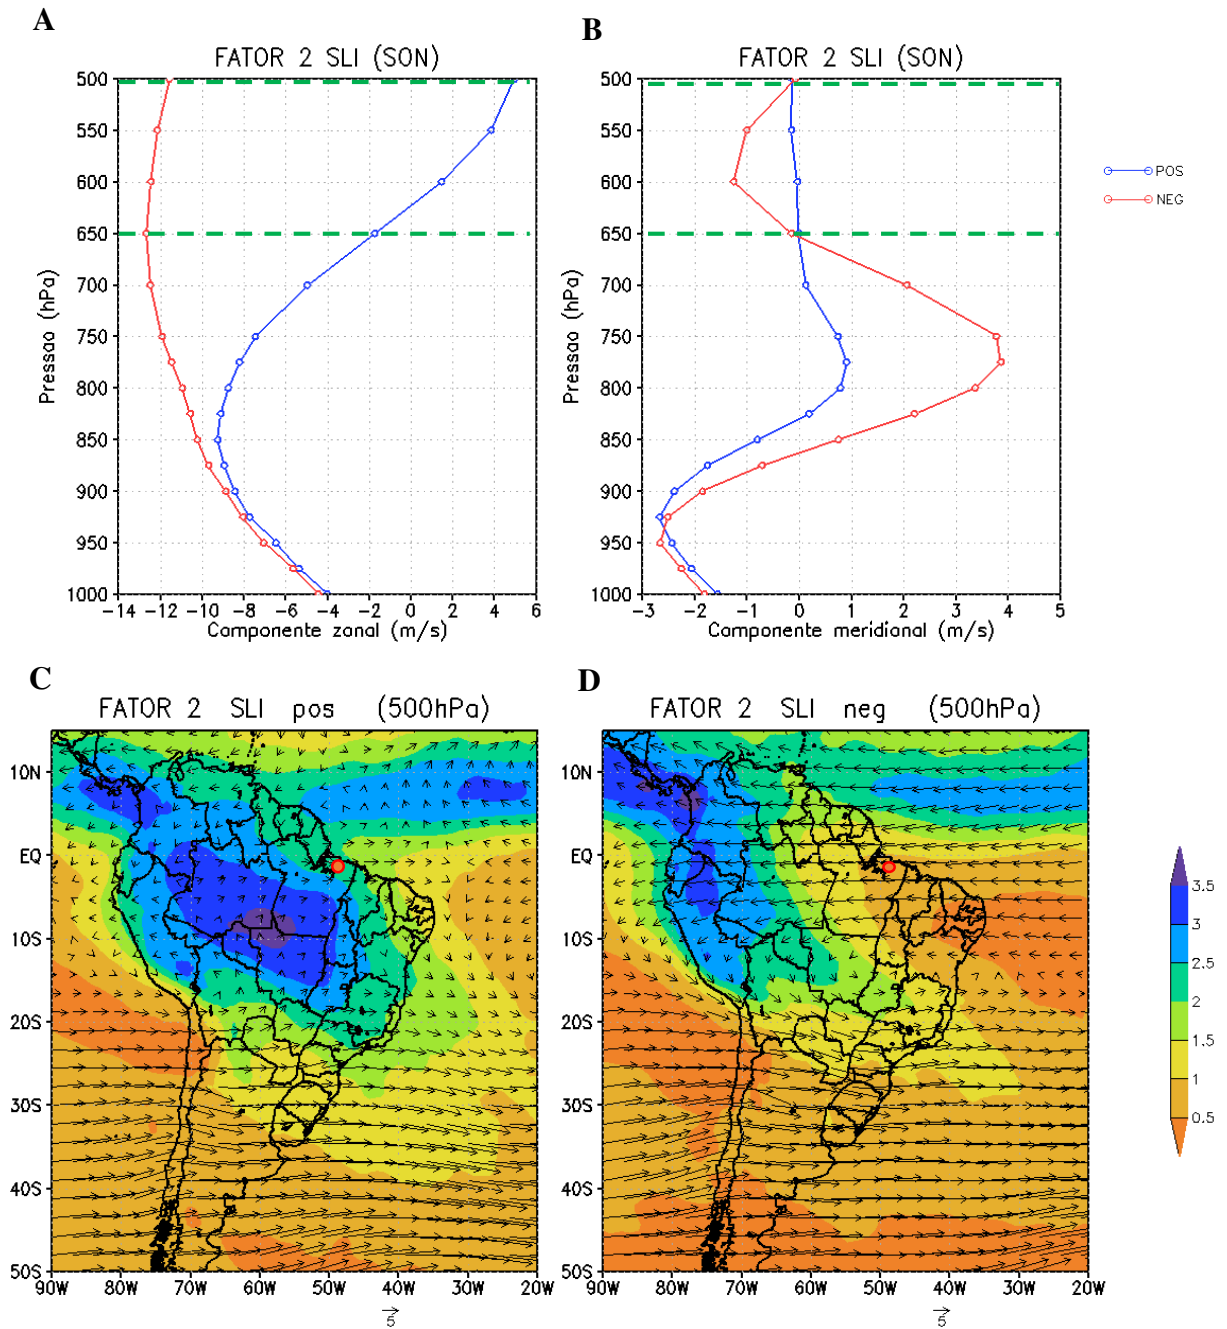 A
FATOR 2 SLI (SON)
500
550
600
650
700
750
800
850
900
950
1000
Pressao (hPa)
-14 -12 -10 -8 -6 -4 -2 0 2 4 6
Componente zonal (m/s)
B
FATOR 2 SLI (SON)
500
550
600
650
700
750
800
850
900
950
1000
Pressao (hPa)
-3 -2 -1 0 1 2 3 4 5
Componente meridional (m/s)
POS
NEG
C
FATOR 2 SLI pos (500hPa)
10N
EQ
10S
20S
30S
40S
50S
90W 80W 70W 60W 50W 40W 30W 20W
5
D
FATOR 2 SLI neg (500hPa)
10N
EQ
10S
20S
30S
40S
50S
90W 80W 70W 60W 50W 40W 30W 20W
5
3.5
3
2.5
2
1.5
1
0.5